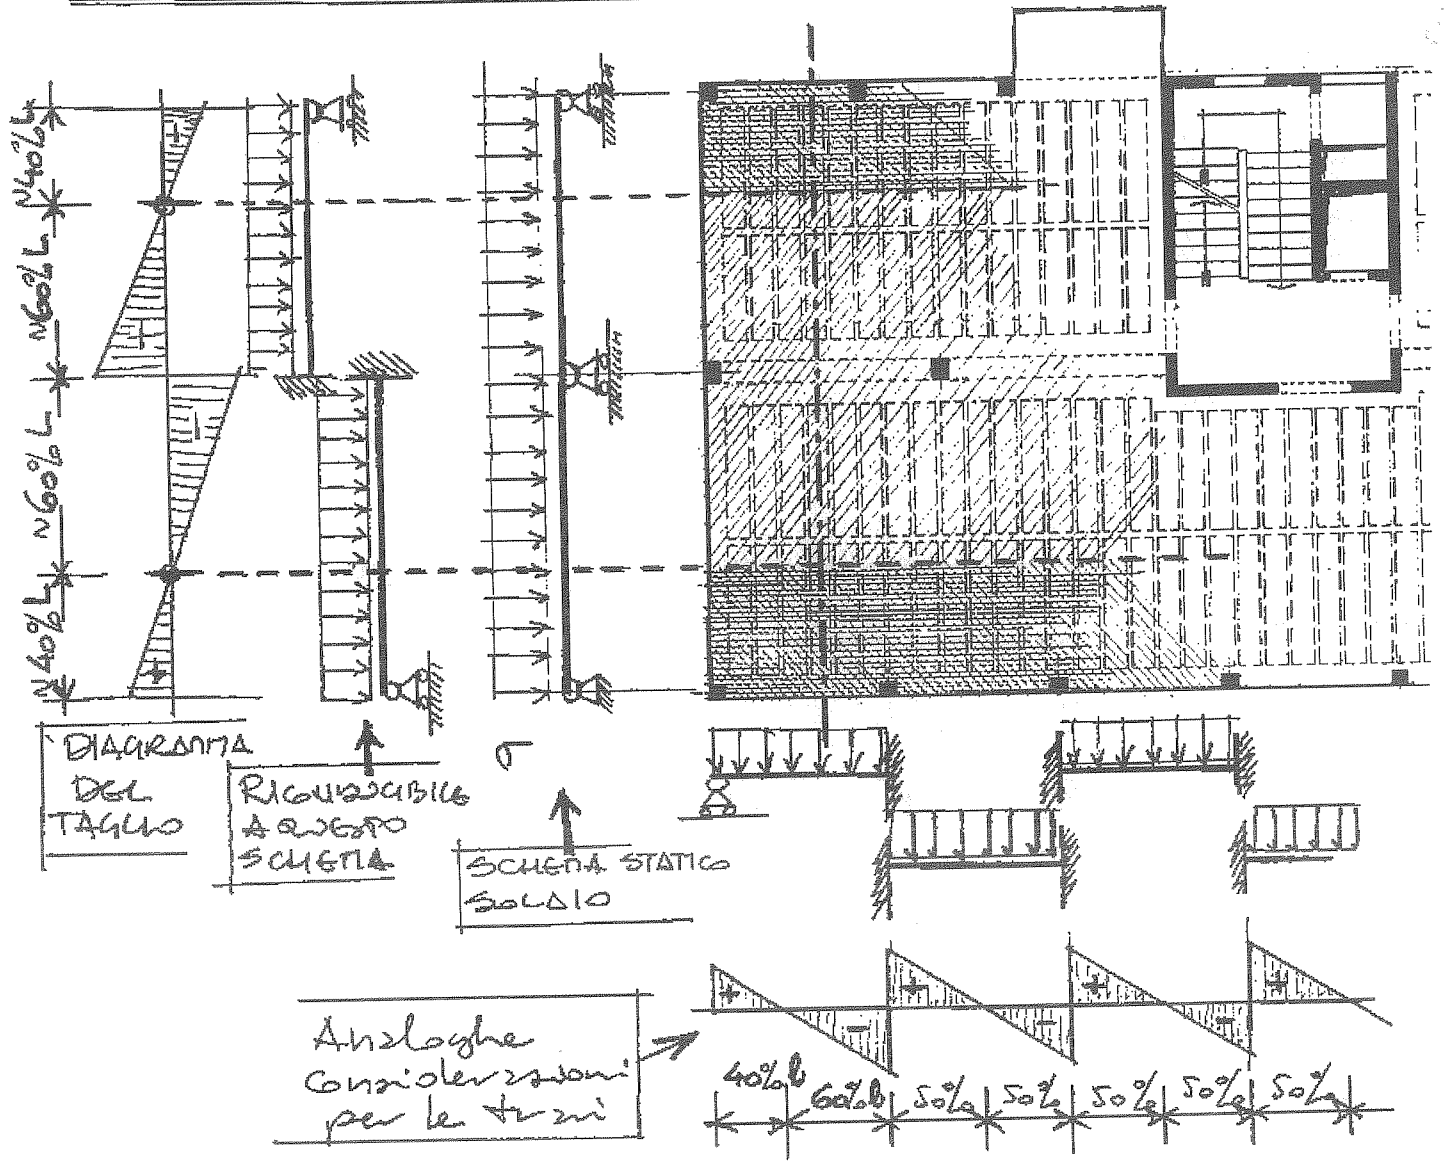 ~40% L
~60% L
~60% L
~40% L
DIAGRAMMA
DEL
TAGLIO
RICONDUCIBILE
A QUESTO
SCHEMA
SCHEMA STATICO
SOLAIO
Analoghe
considerazioni
per le travi
40% l
60% l
50%
50%
50%
50%
50%